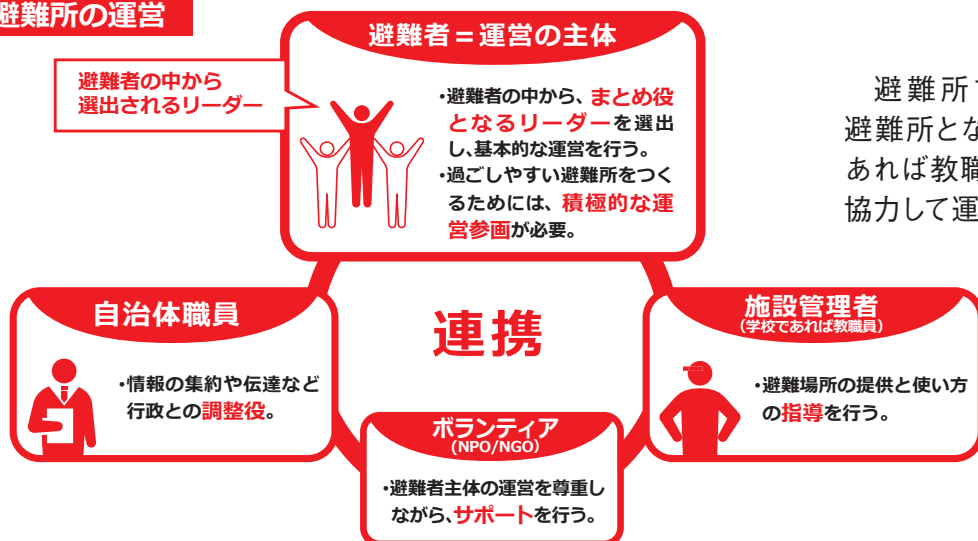 避難所の運営
避難者＝運営の主体
避難者の中から
選出されるリーダー
・避難者の中から、まとめ役
となるリーダーを選出
し、基本的な運営を行う。
・過ごしやすい避難所をつく
るためには、積極的な運
営参画が必要。
避難所
避難所とな
あれば教職
協力して運
連携
自治体職員
・情報の集約や伝達など
行政との調整役。
施設管理者
（学校であれば教職員）
・避難場所の提供と使い方
の指導を行う。
ボランティア
（NPO/NGO）
・避難者主体の運営を尊重し
ながら、サポートを行う。